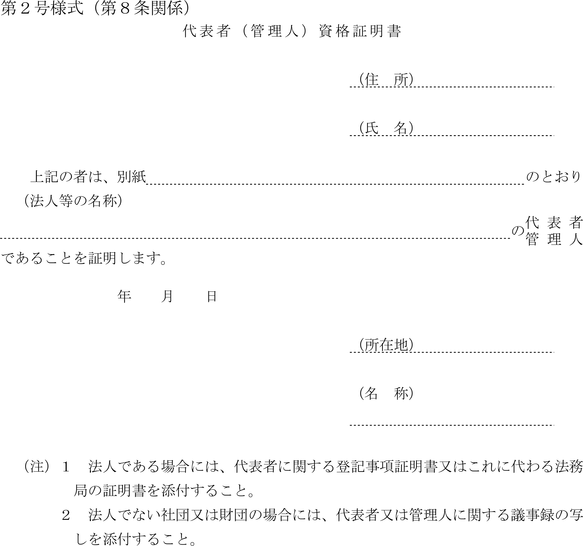 第２号様式（第８条関係）
代表者（管理人）資格証明書
（住　所）
（氏　名）
上記の者は、別紙　　　のとおり
（法人等の名称）
の代表者
管理人
であることを証明します。
年　　月　　日
（所在地）
（名　称）
（注）１　法人である場合には、代表者に関する登記事項証明書又はこれに代わる法務
局の証明書を添付すること。
２　法人でない社団又は財団の場合には、代表者又は管理人に関する議事録の写
しを添付すること。